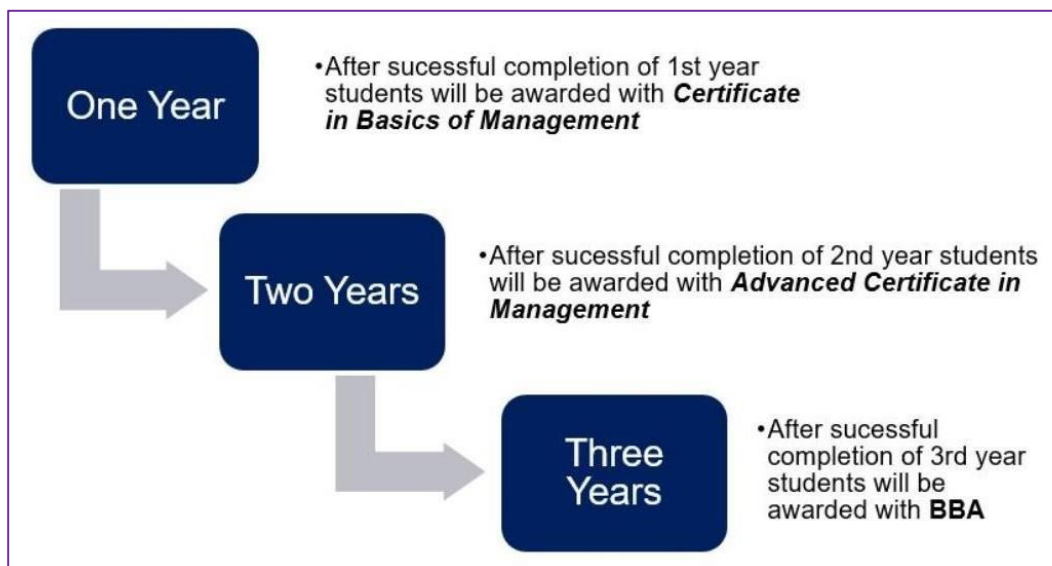 One Year
•After sucessful completion of 1st year
students will be awarded with Certificate
in Basics of Management
Two Years
•After sucessful completion of 2nd year students
will be awarded with Advanced Certificate in
Management
Three
Years
•After sucessful
completion of 3rd year
students will be
awarded with BBA